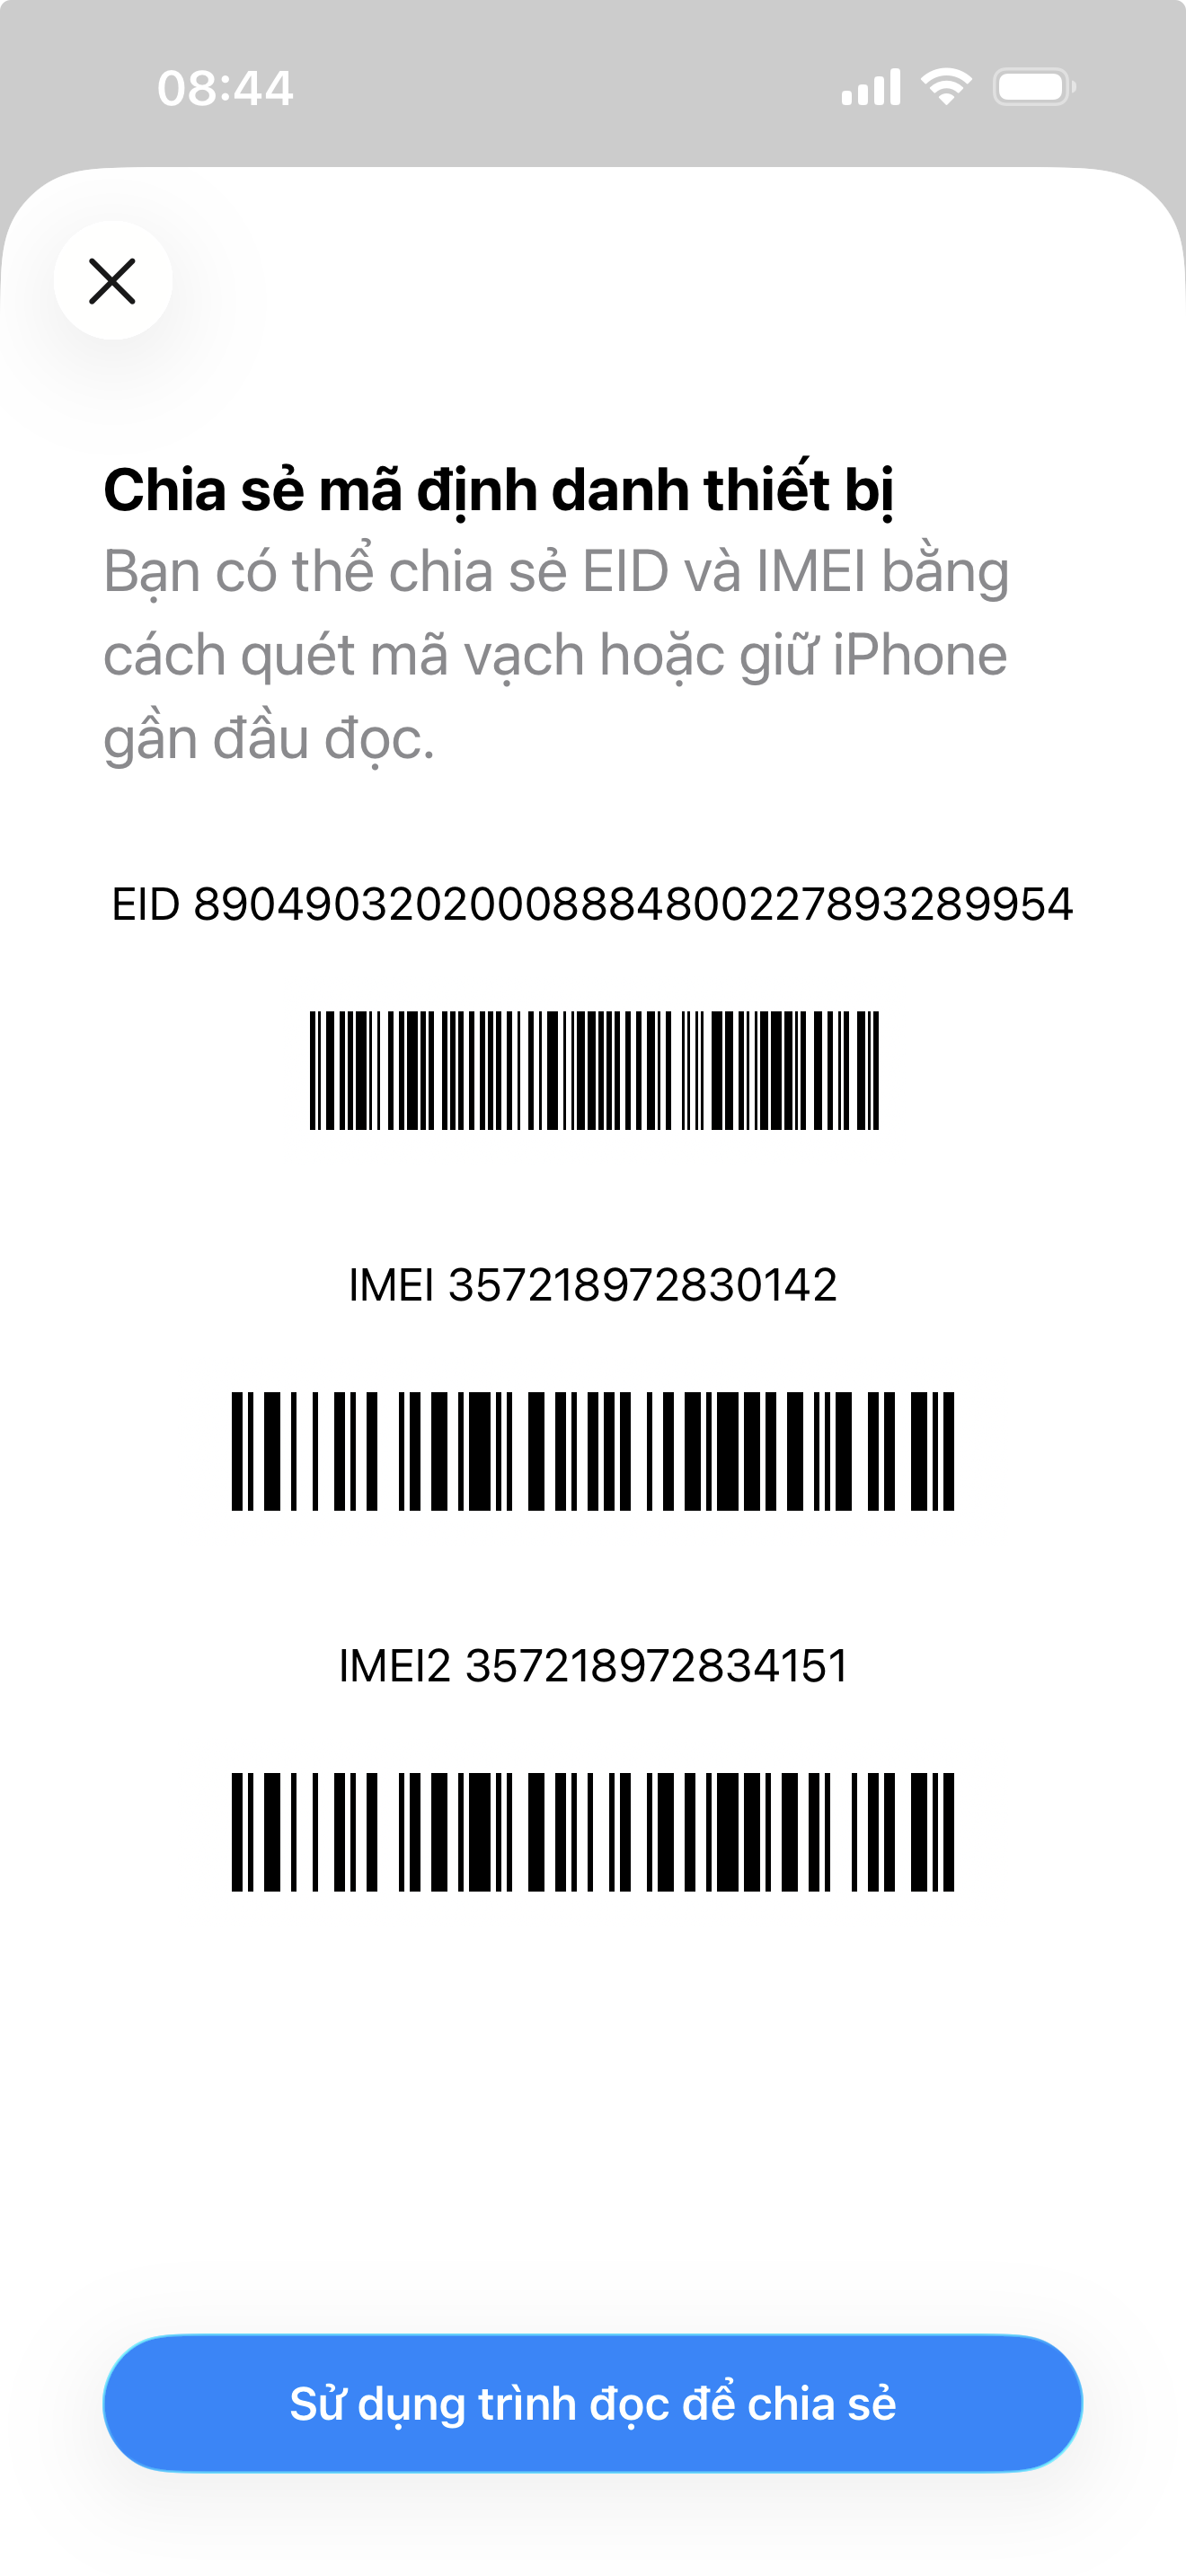 08:44
Chia sẻ mã định danh thiết bị
Bạn có thể chia sẻ EID và IMEI bằng
cách quét mã vạch hoặc giữ iPhone
gần đầu đọc.
EID 89049032020008884800227893289954
IMEI 357218972830142
IMEI2 357218972834151
Sử dụng trình đọc để chia sẻ